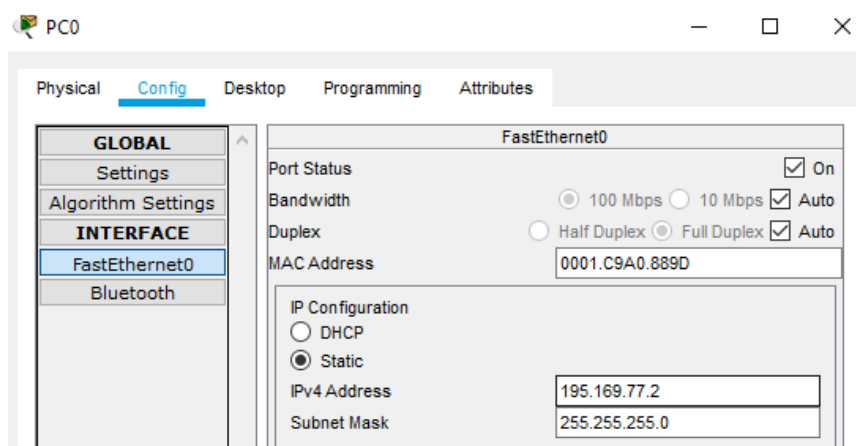 PC0
Physical Config Desktop Programming Attributes
GLOBAL
Settings
Algorithm Settings
INTERFACE
FastEthernet0
Bluetooth
FastEthernet0
Port Status On
Bandwidth 100 Mbps 10 Mbps Auto
Duplex Half Duplex Full Duplex Auto
MAC Address 0001.C9A0.889D
IP Configuration
DHCP
Static
IPv4 Address 195.169.77.2
Subnet Mask 255.255.255.0